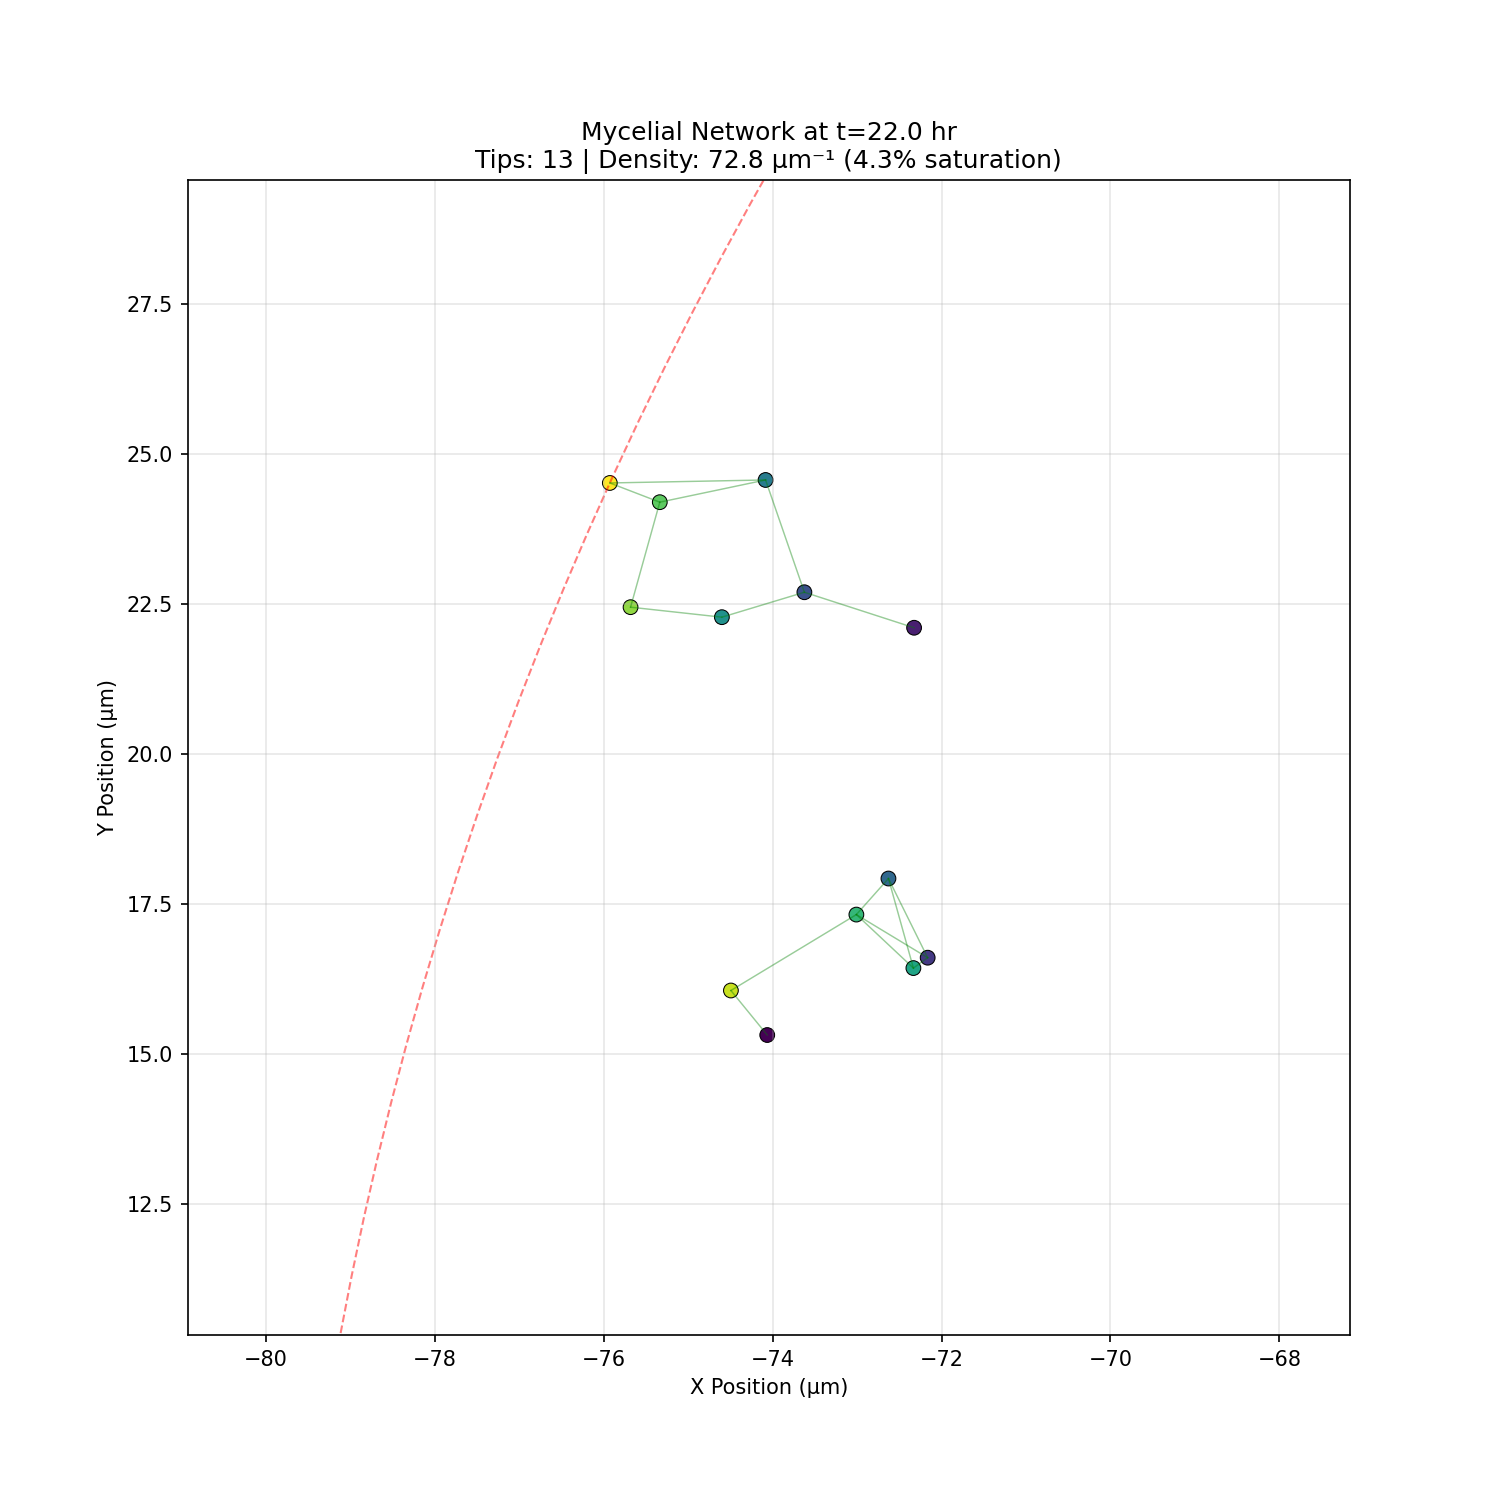 Mycelial Network at t=22.0 hr
Tips: 13 | Density: 72.8 μm⁻¹ (4.3% saturation)
27.5
25.0
22.5
20.0
17.5
15.0
12.5
Y Position (μm)
−80 −78 −76 −74 −72 −70 −68
X Position (μm)